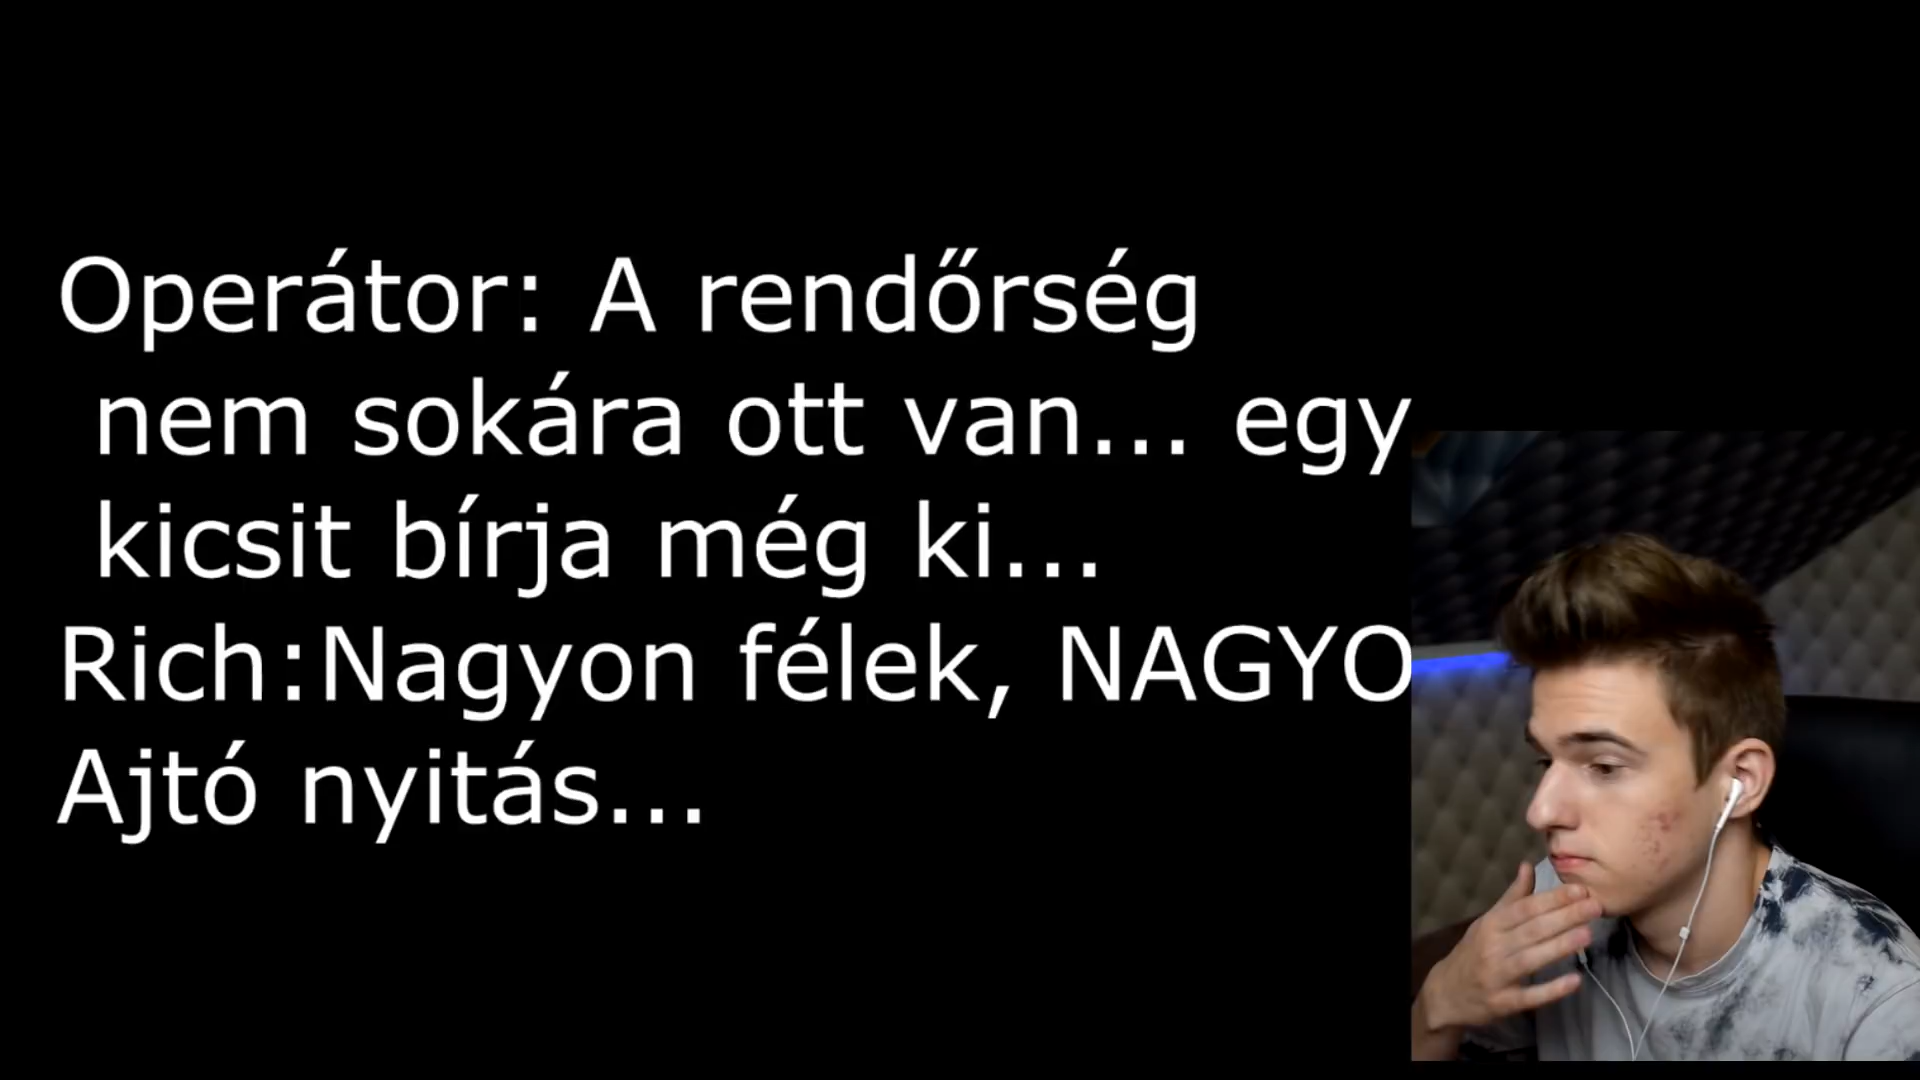 Operátor: A rendőrség
nem sokára ott van... egy
kicsit bírja még ki...
Rich:Nagyon félek, NAGYO
Ajtó nyitás...